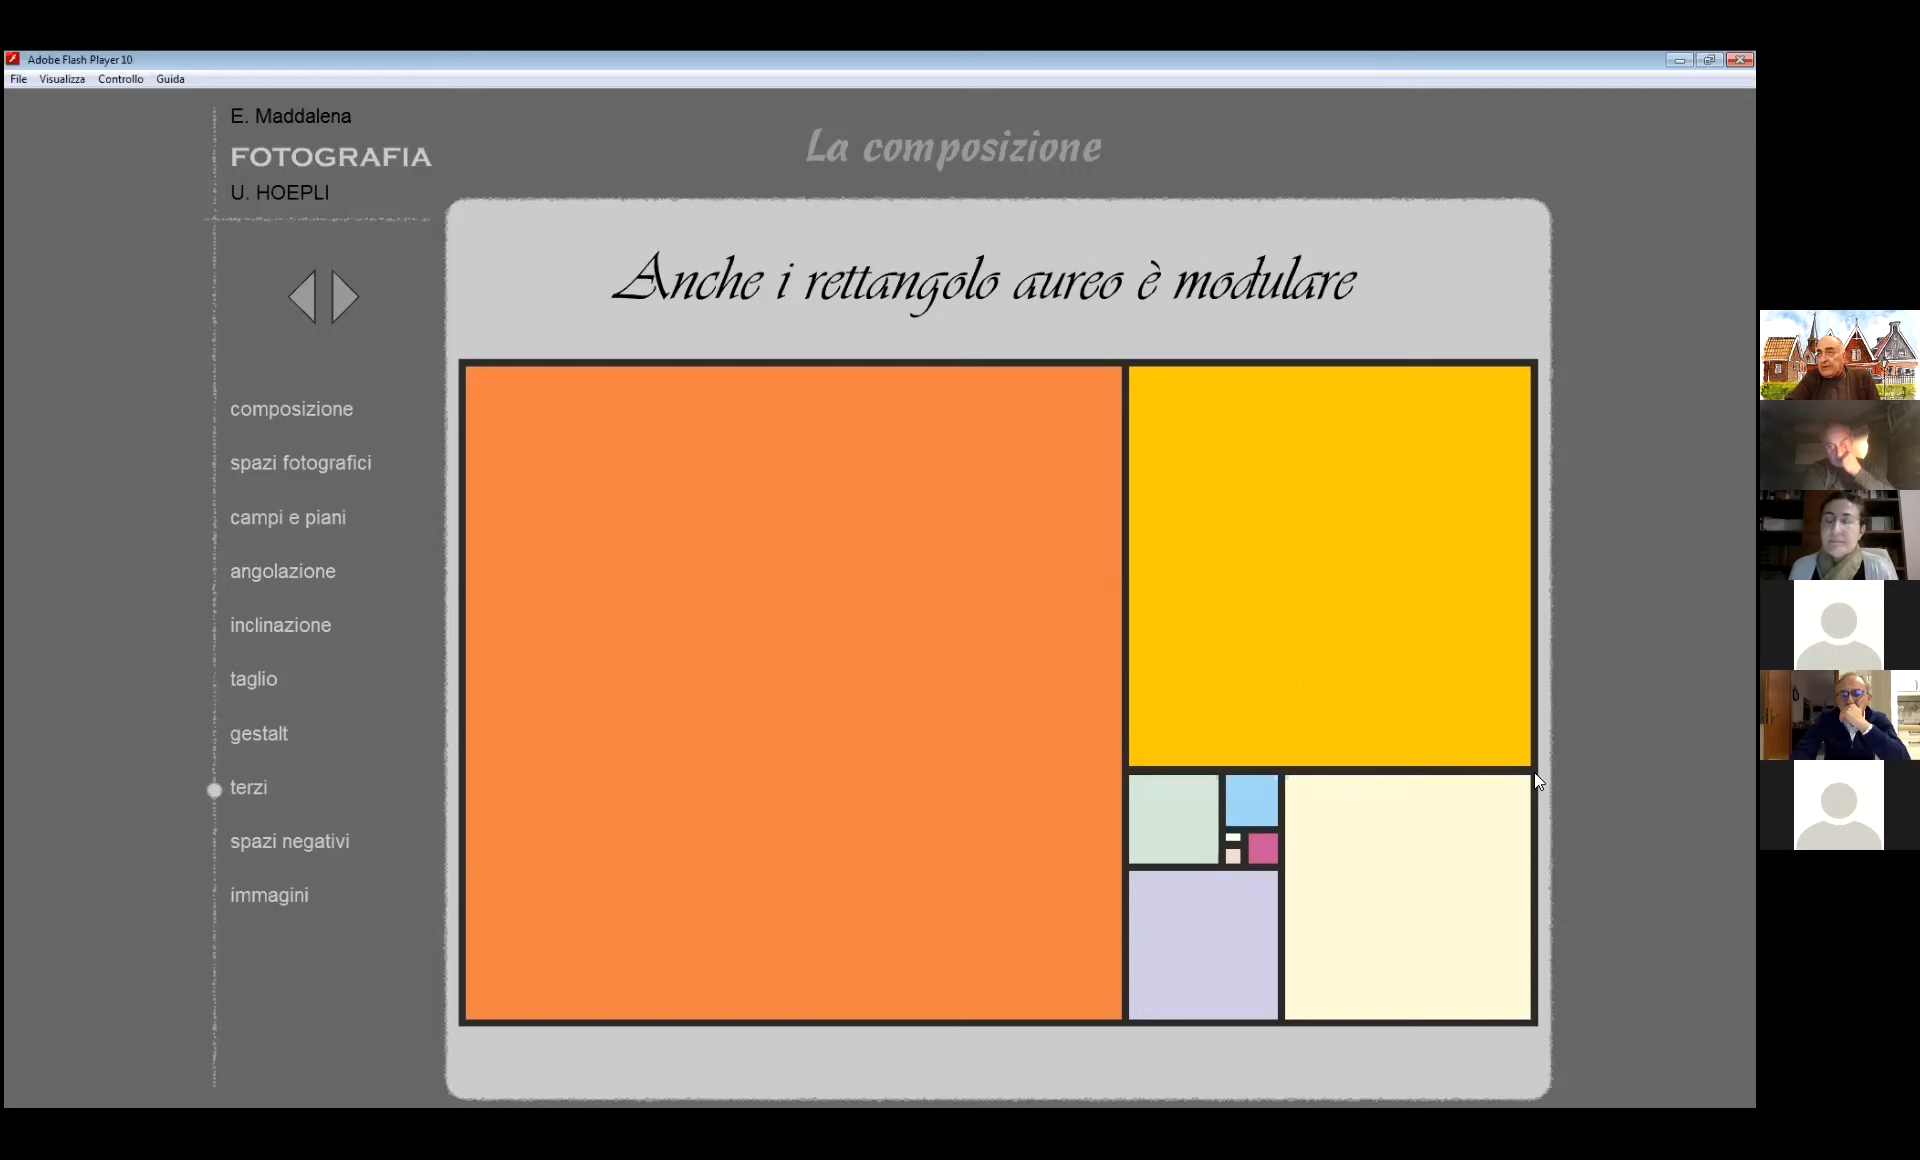 Adobe Flash Player 10
File Visualizza Controllo Guida
E. Maddalena
FOTOGRAFIA
U. HOEPLI
La composizione
Anche i rettangolo aureo è modulare
composizione
spazi fotografici
campi e piani
angolazione
inclinazione
taglio
gestalt
terzi
spazi negativi
immagini